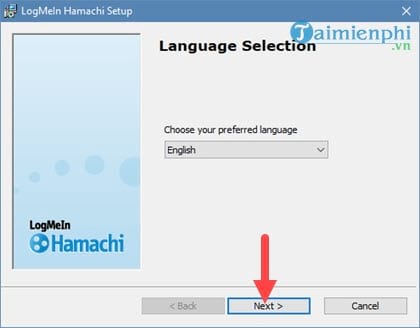 LogMeIn Hamachi Setup
Taimienphi
.vn
Language Selection
Choose your preferred language
English
LogMeIn
Hamachi
< Back
Next >
Cancel